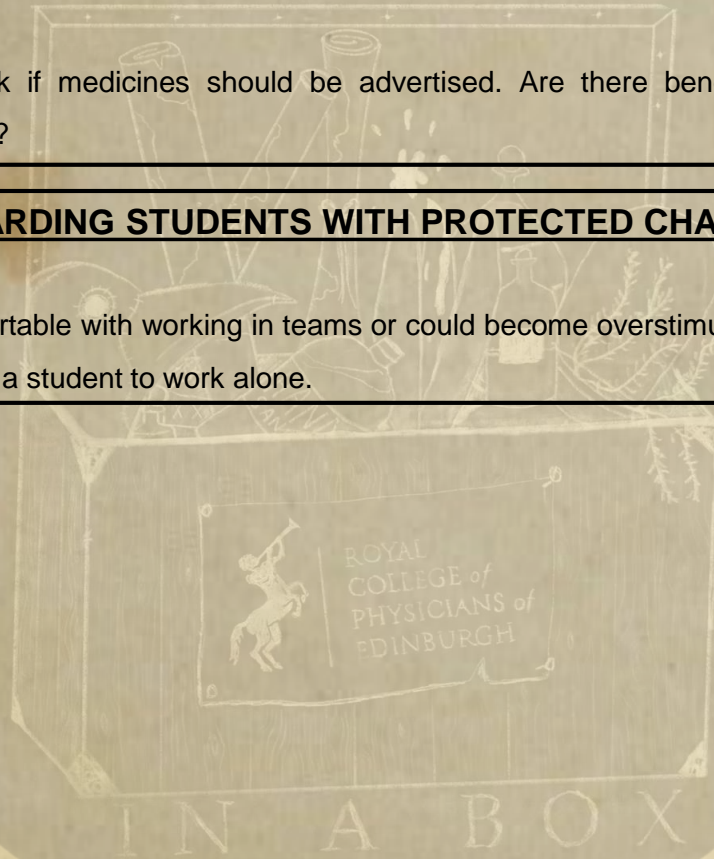 k if medicines should be advertised. Are there ben
?
ARDING STUDENTS WITH PROTECTED CHA
rtable with working in teams or could become overstimu
a student to work alone.
ROYAL
COLLEGE of
PHYSICIANS of
EDINBURGH
IN A BOX